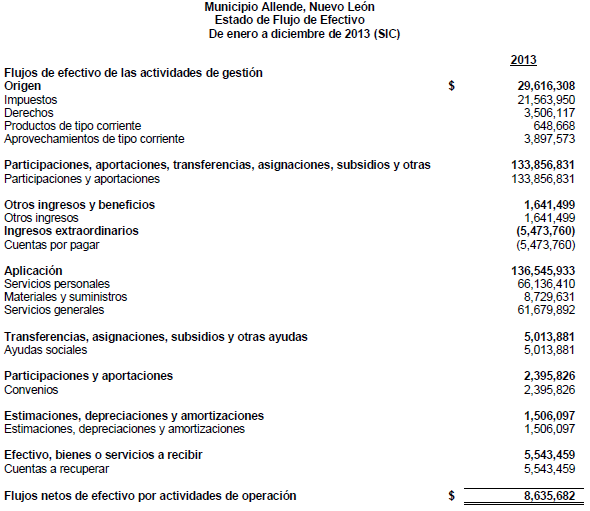 Municipio Allende, Nuevo León
Estado de Flujo de Efectivo
De enero a diciembre de 2013 (SIC)
2013
Flujos de efectivo de las actividades de gestión
Origen $ 29,616,308
Impuestos 21,563,950
Derechos 3,506,117
Productos de tipo corriente 648,668
Aprovechamientos de tipo corriente 3,897,573
Participaciones, aportaciones, transferencias, asignaciones, subsidios y otras 133,856,831
Participaciones y aportaciones 133,856,831
Otros ingresos y beneficios 1,641,499
Otros ingresos 1,641,499
Ingresos extraordinarios (5,473,760)
Cuentas por pagar (5,473,760)
Aplicación 136,545,933
Servicios personales 66,136,410
Materiales y suministros 8,729,631
Servicios generales 61,679,892
Transferencias, asignaciones, subsidios y otras ayudas 5,013,881
Ayudas sociales 5,013,881
Participaciones y aportaciones 2,395,826
Convenios 2,395,826
Estimaciones, depreciaciones y amortizaciones 1,506,097
Estimaciones, depreciaciones y amortizaciones 1,506,097
Efectivo, bienes o servicios a recibir 5,543,459
Cuentas a recuperar 5,543,459
Flujos netos de efectivo por actividades de operación $ 8,635,682